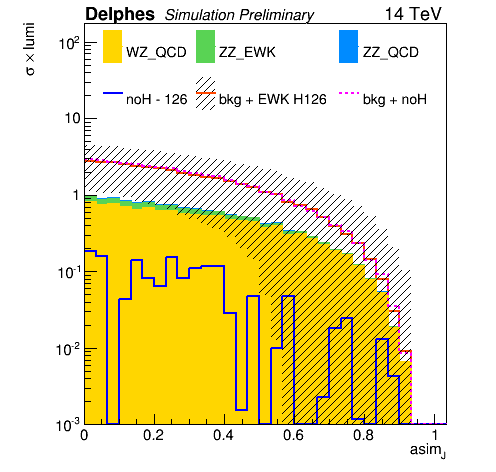 Delphes Simulation Preliminary 14 TeV
σ × lumi
WZ_QCD ZZ_EWK ZZ_QCD
noH - 126 bkg + EWK H126 bkg + noH
10²
10
1
10⁻¹
10⁻²
10⁻³
0 0.2 0.4 0.6 0.8 1
asim_J